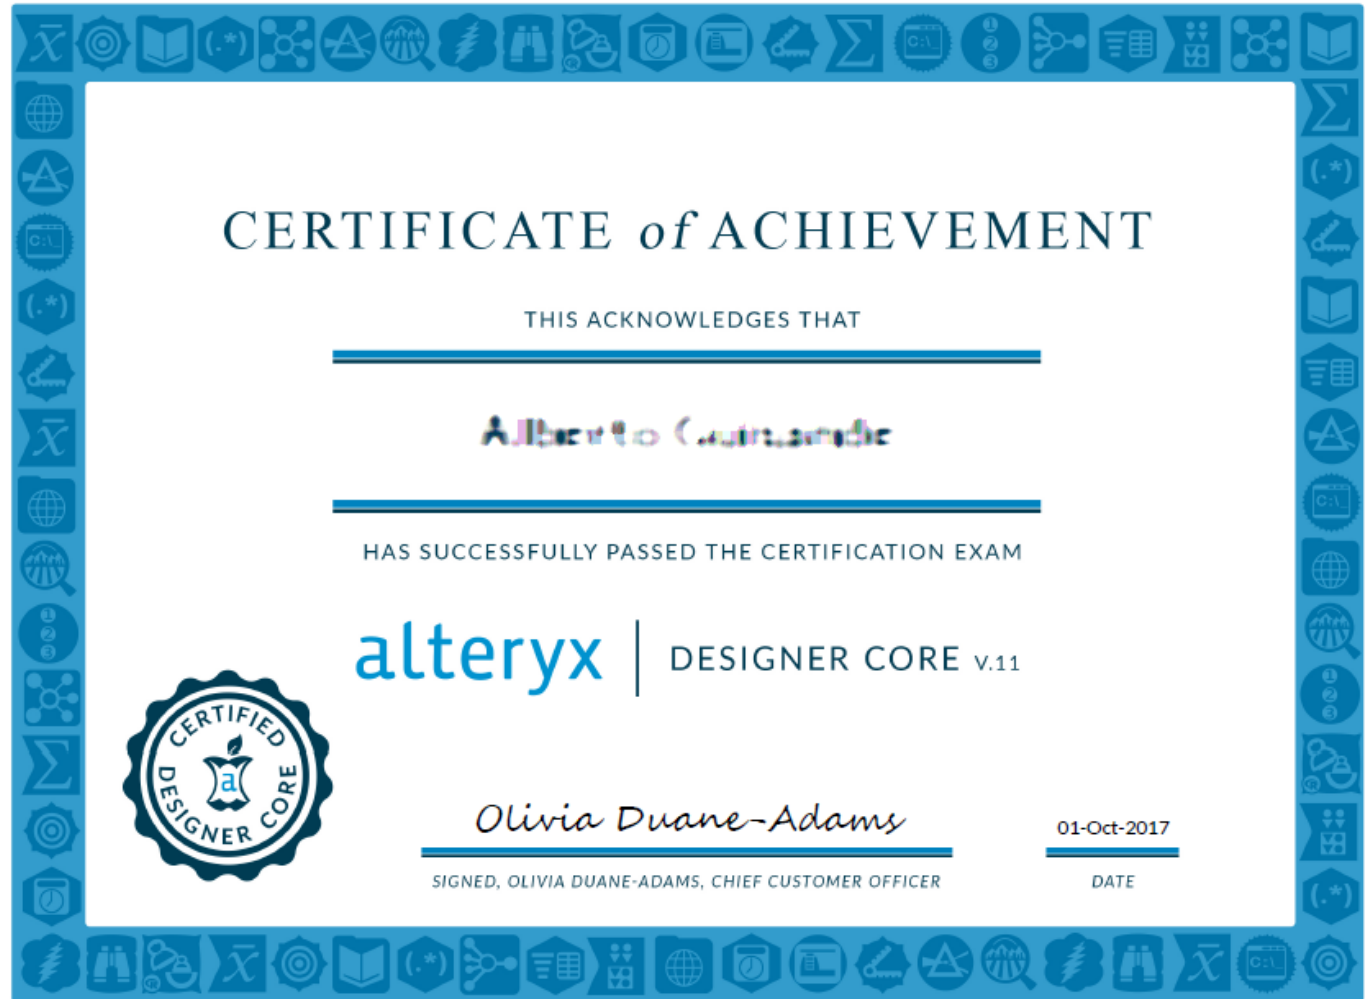 CERTIFICATE of ACHIEVEMENT
THIS ACKNOWLEDGES THAT
HAS SUCCESSFULLY PASSED THE CERTIFICATION EXAM
alteryx | DESIGNER CORE V.11
CERTIFIED
a
DESIGNER CORE
Olivia Duane-Adams
01-Oct-2017
SIGNED, OLIVIA DUANE-ADAMS, CHIEF CUSTOMER OFFICER
DATE